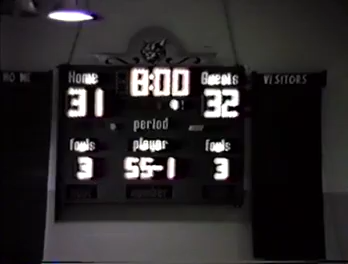 HOME
VISITORS
Home 8:00 Guests
31 32
period
fouls player fouls
3 55-1 3